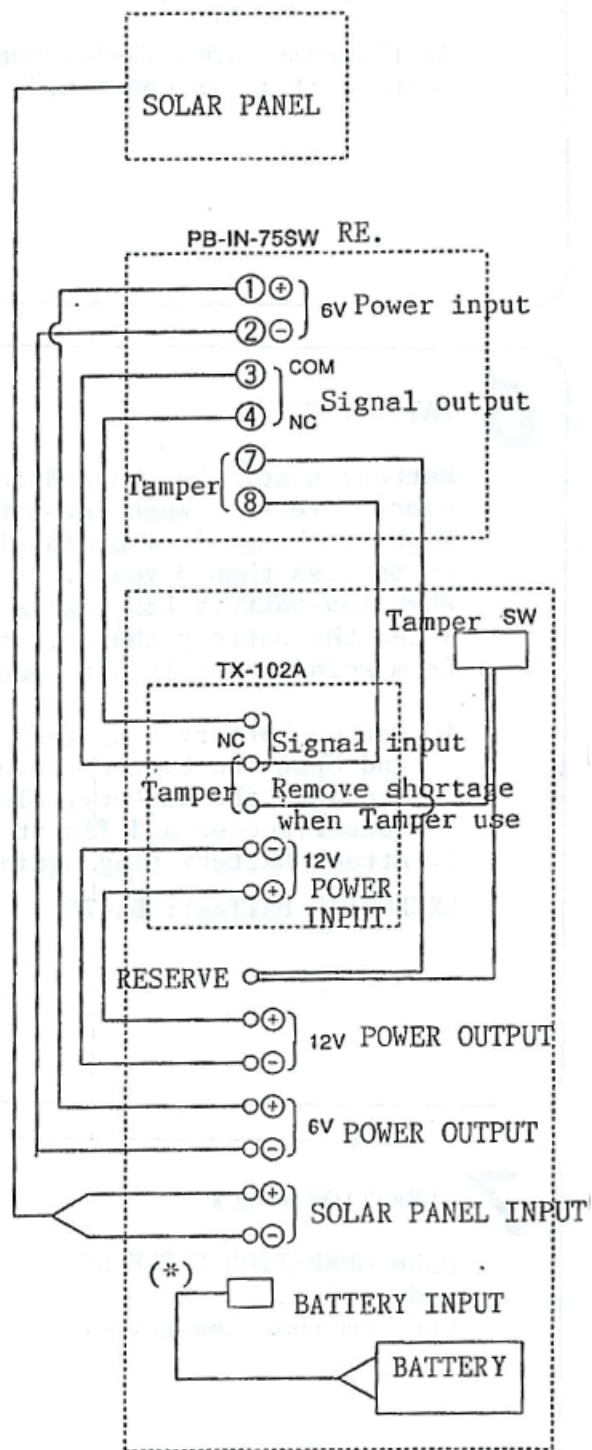 SOLAR PANEL
PB-IN-75SW RE.
① ⊕
6V Power input
② ⊖
③ COM
Signal output
④ NC
⑦
Tamper
⑧
Tamper SW
TX-102A
NC Signal input
Tamper Remove shortage
when Tamper use
⊖
12V
⊕ POWER
INPUT
RESERVE
⊕
12V POWER OUTPUT
⊖
⊕
6V POWER OUTPUT
⊖
⊕
SOLAR PANEL INPUT
⊖
(*)
BATTERY INPUT
BATTERY